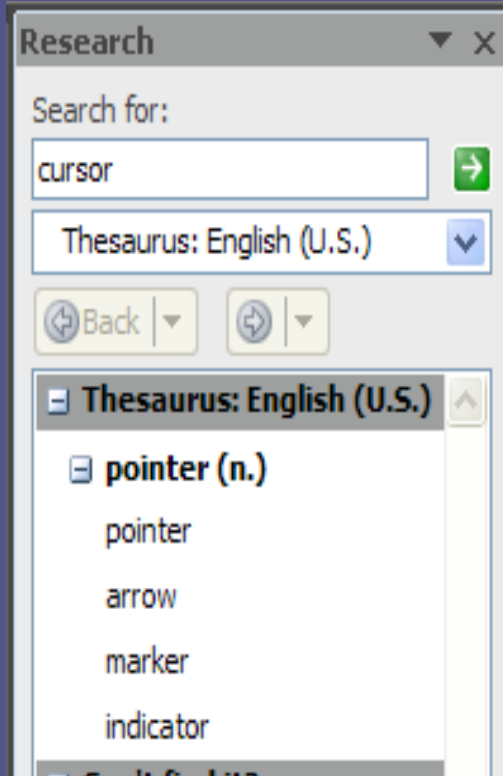 Research
Search for:
cursor
Thesaurus: English (U.S.)
Back
Thesaurus: English (U.S.)
pointer (n.)
pointer
arrow
marker
indicator